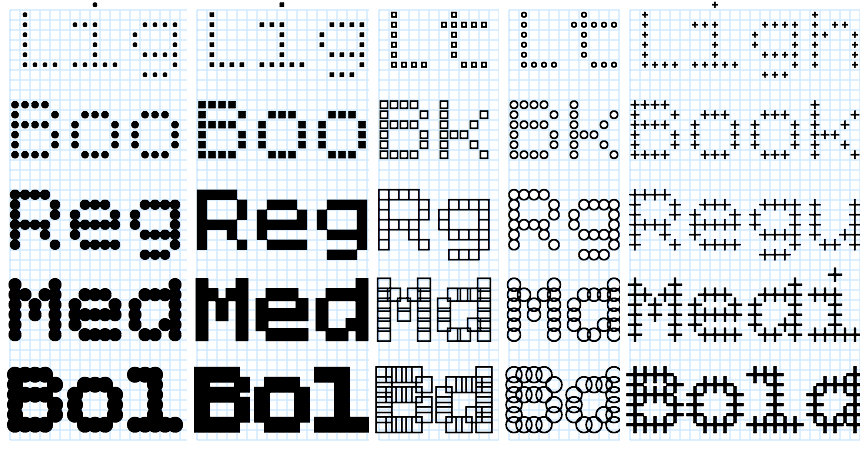 Lig Lig Lt Lt Ligh
Boo Boo Bk Bk Book
Reg Reg Rg Rg Regu
Med Med Md Md Medi
Bol Bol Bd Bd Bold